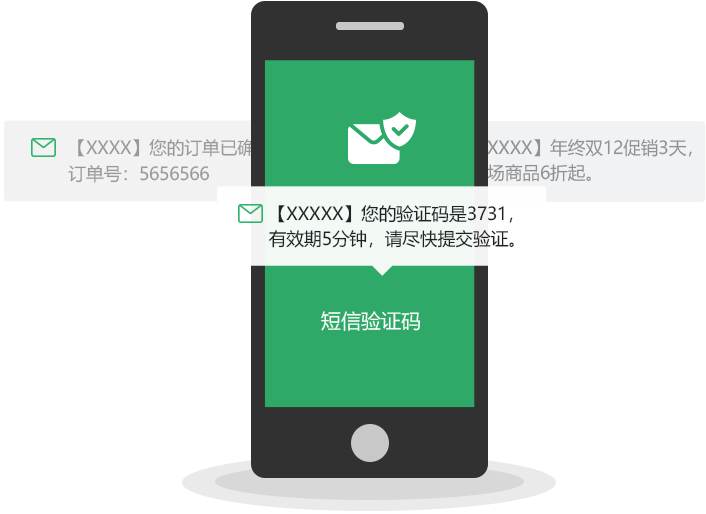 【XXXX】您的订单已确
订单号：5656566
XXXX】年终双12促销3天，
场商品6折起。
【XXXXX】您的验证码是3731，
有效期5分钟，请尽快提交验证。
短信验证码